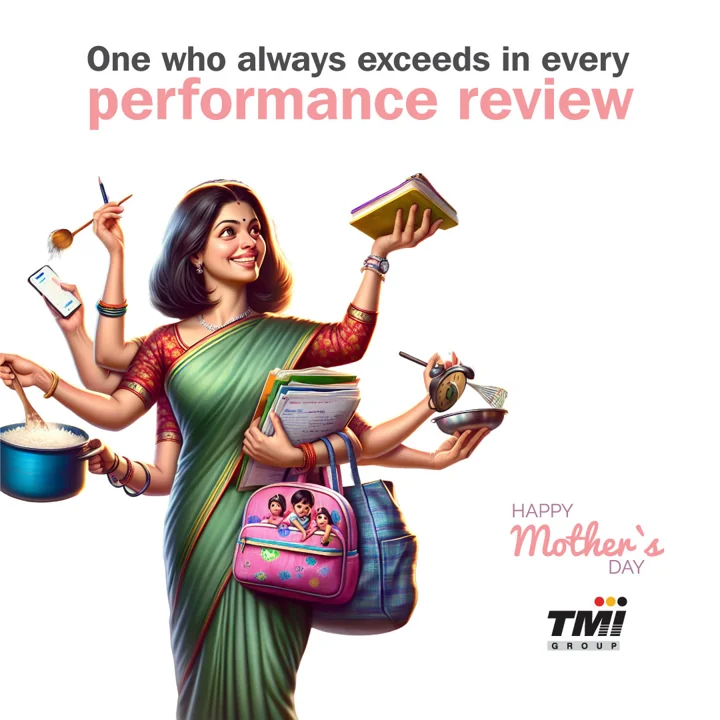 One who always exceeds in every
performance review
HAPPY
Mother`s
DAY
TMI
GROUP